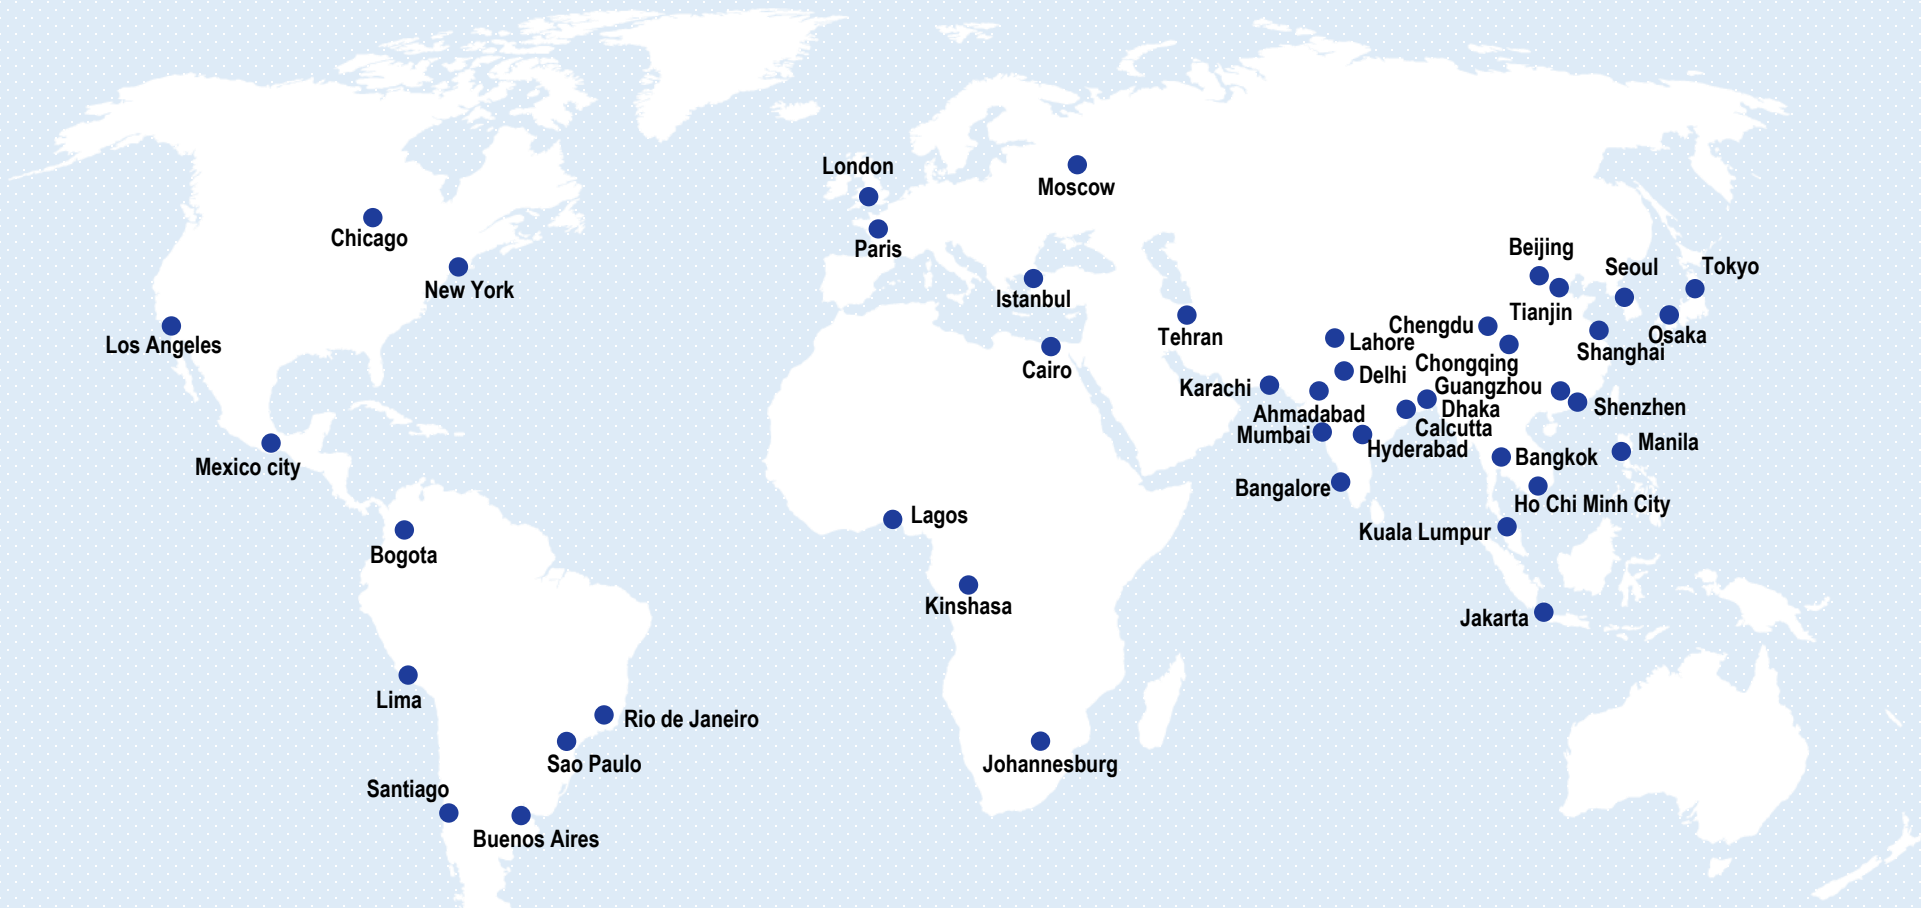 London
Moscow
Chicago
Paris
Beijing
Seoul
Tokyo
New York
Istanbul
Tianjin
Chengdu
Osaka
Los Angeles
Tehran
Lahore
Shanghai
Cairo
Chongqing
Delhi
Karachi
Guangzhou
Shenzhen
Ahmadabad
Dhaka
Calcutta
Mumbai
Hyderabad
Manila
Mexico city
Bangkok
Bangalore
Ho Chi Minh City
Lagos
Kuala Lumpur
Bogota
Kinshasa
Jakarta
Lima
Rio de Janeiro
Sao Paulo
Johannesburg
Santiago
Buenos Aires